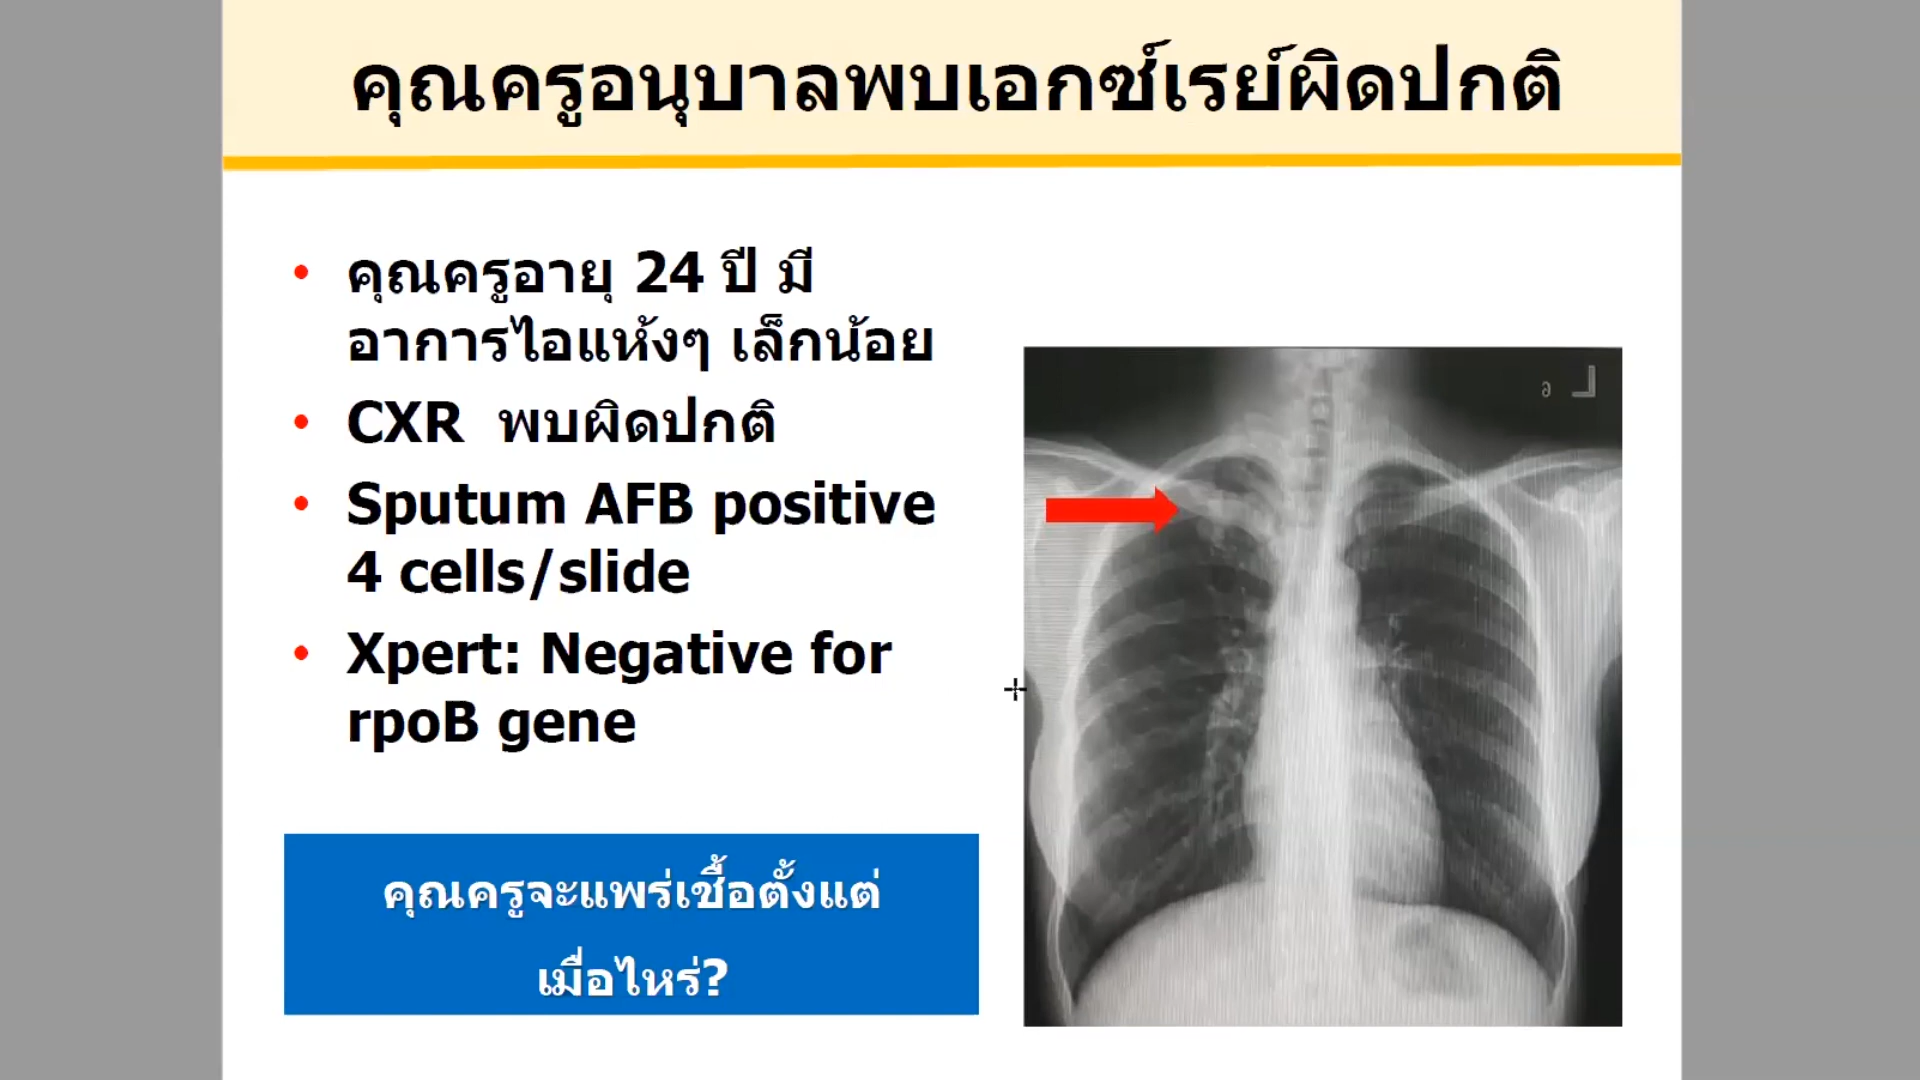 คุณครูอนุบาลพบเอกซ์เรย์ผิดปกติ
• คุณครูอายุ 24 ปี มี
อาการไอแห้งๆ เล็กน้อย
• CXR พบผิดปกติ
• Sputum AFB positive
4 cells/slide
• Xpert: Negative for
rpoB gene
คุณครูจะแพร่เชื้อตั้งแต่
เมื่อไหร่?
L